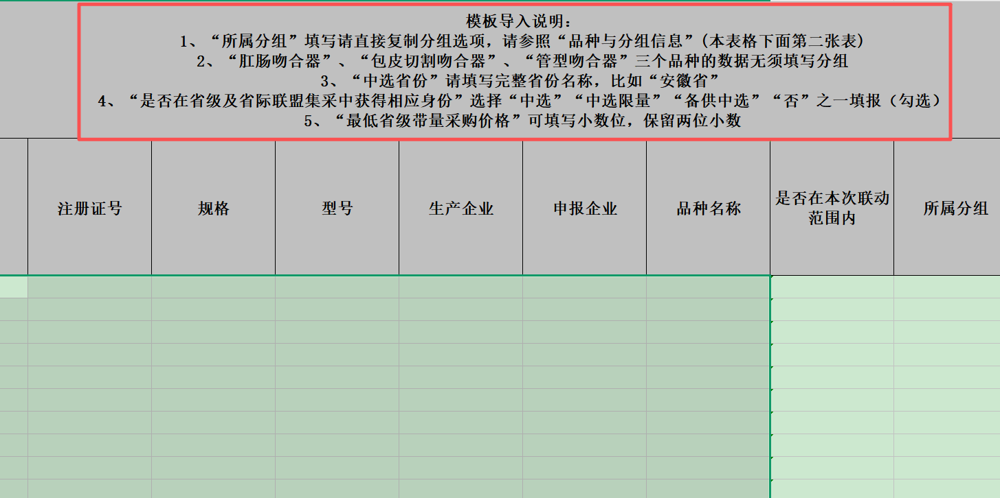 模板导入说明：
1、“所属分组”填写请直接复制分组选项，请参照“品种与分组信息”(本表格下面第二张表)
2、“肛肠吻合器”、“包皮切割吻合器”、“管型吻合器”三个品种的数据无须填写分组
3、“中选省份”请填写完整省份名称，比如“安徽省”
4、“是否在省级及省际联盟集采中获得相应身份”选择“中选”“中选限量”“备供中选”“否”之一填报（勾选）
5、“最低省级带量采购价格”可填写小数位，保留两位小数
注册证号
规格
型号
生产企业
申报企业
品种名称
是否在本次联动
范围内
所属分组